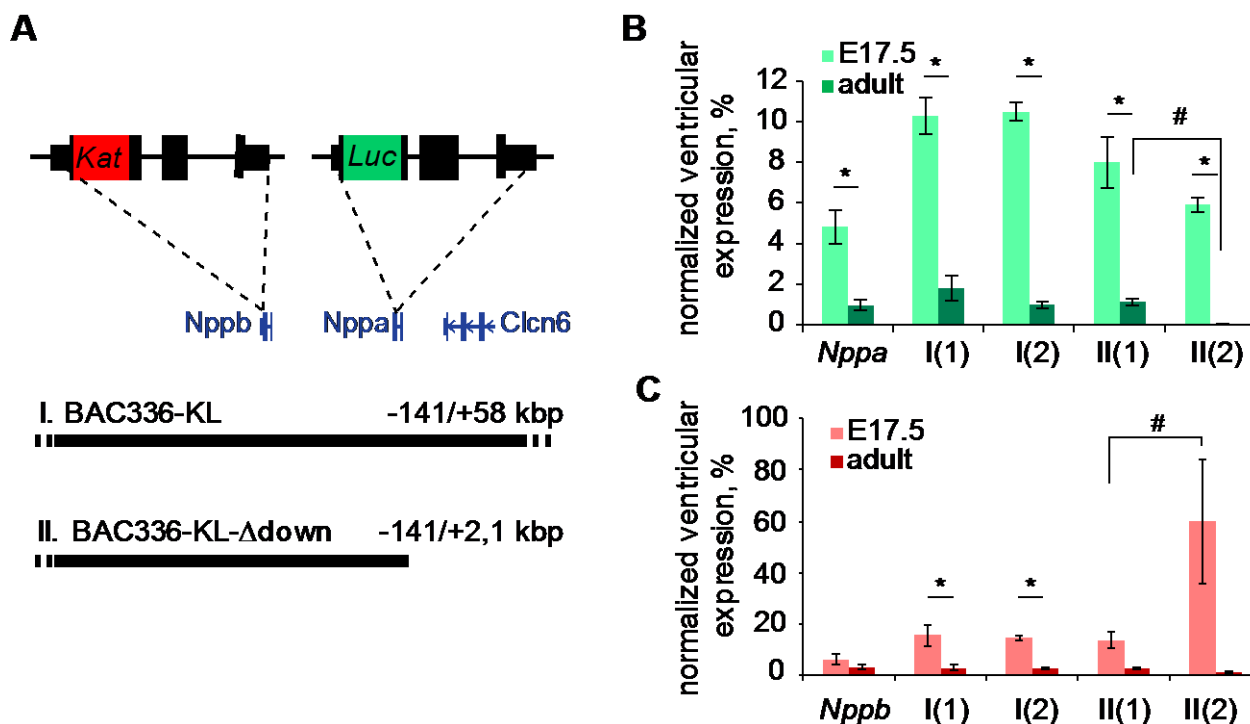 A
Kat
Luc
Nppb
Nppa
Clcn6
I. BAC336-KL -141/+58 kbp
II. BAC336-KL-Δdown -141/+2,1 kbp
B
normalized ventricular
expression, %
E17.5
adult
12
10
8
6
4
2
0
*
*
*
#
*
Nppa I(1) I(2) II(1) II(2)
C
normalized ventricular
expression, %
E17.5
adult
100
80
60
40
20
0
*
*
#
Nppb I(1) I(2) II(1) II(2)